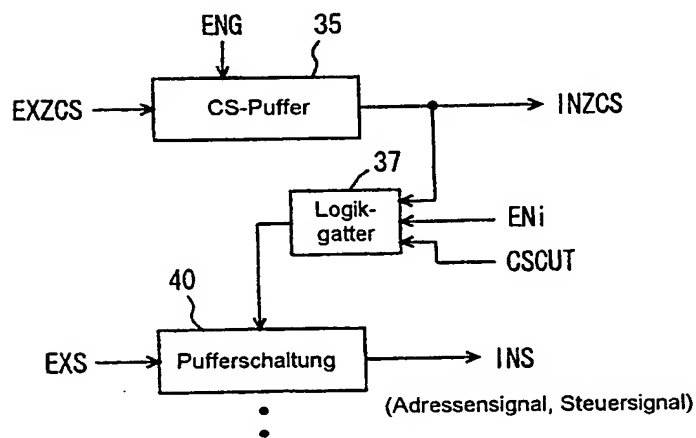 ENG
35
EXZCS
CS-Puffer
INZCS
37
Logik-
gatter
ENi
CSCUT
40
EXS
Pufferschaltung
INS
(Adressensignal, Steuersignal)